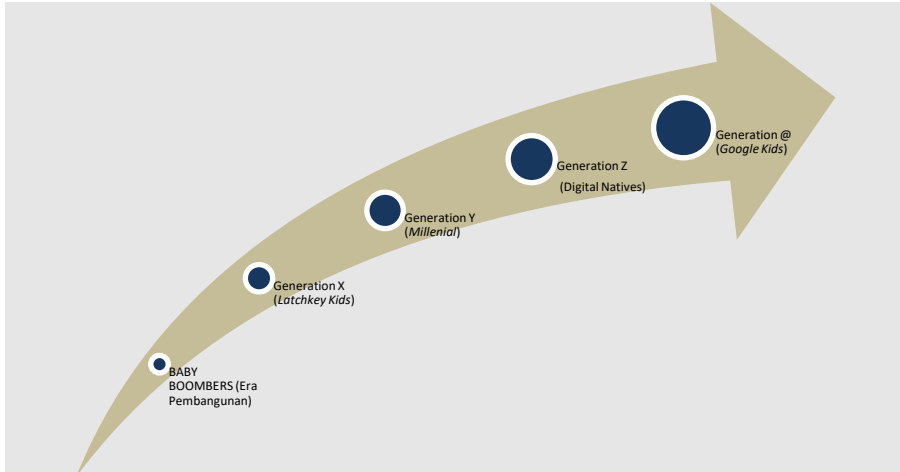 Generation @
(Google Kids)
Generation Z
(Digital Natives)
Generation Y
(Millenial)
Generation X
(Latchkey Kids)
BABY
BOOMBERS (Era
Pembangunan)